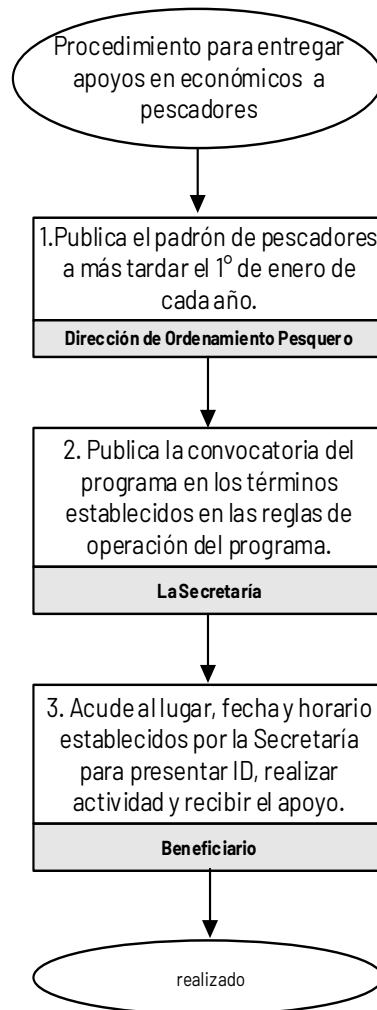 Procedimiento para entregar
apoyos en económicos a
pescadores
1.Publica el padrón de pescadores
a más tardar el 1° de enero de
cada año.
Dirección de Ordenamiento Pesquero
2. Publica la convocatoria del
programa en los términos
establecidos en las reglas de
operación del programa.
La Secretaría
3. Acude al lugar, fecha y horario
establecidos por la Secretaría
para presentar ID, realizar
actividad y recibir el apoyo.
Beneficiario
realizado